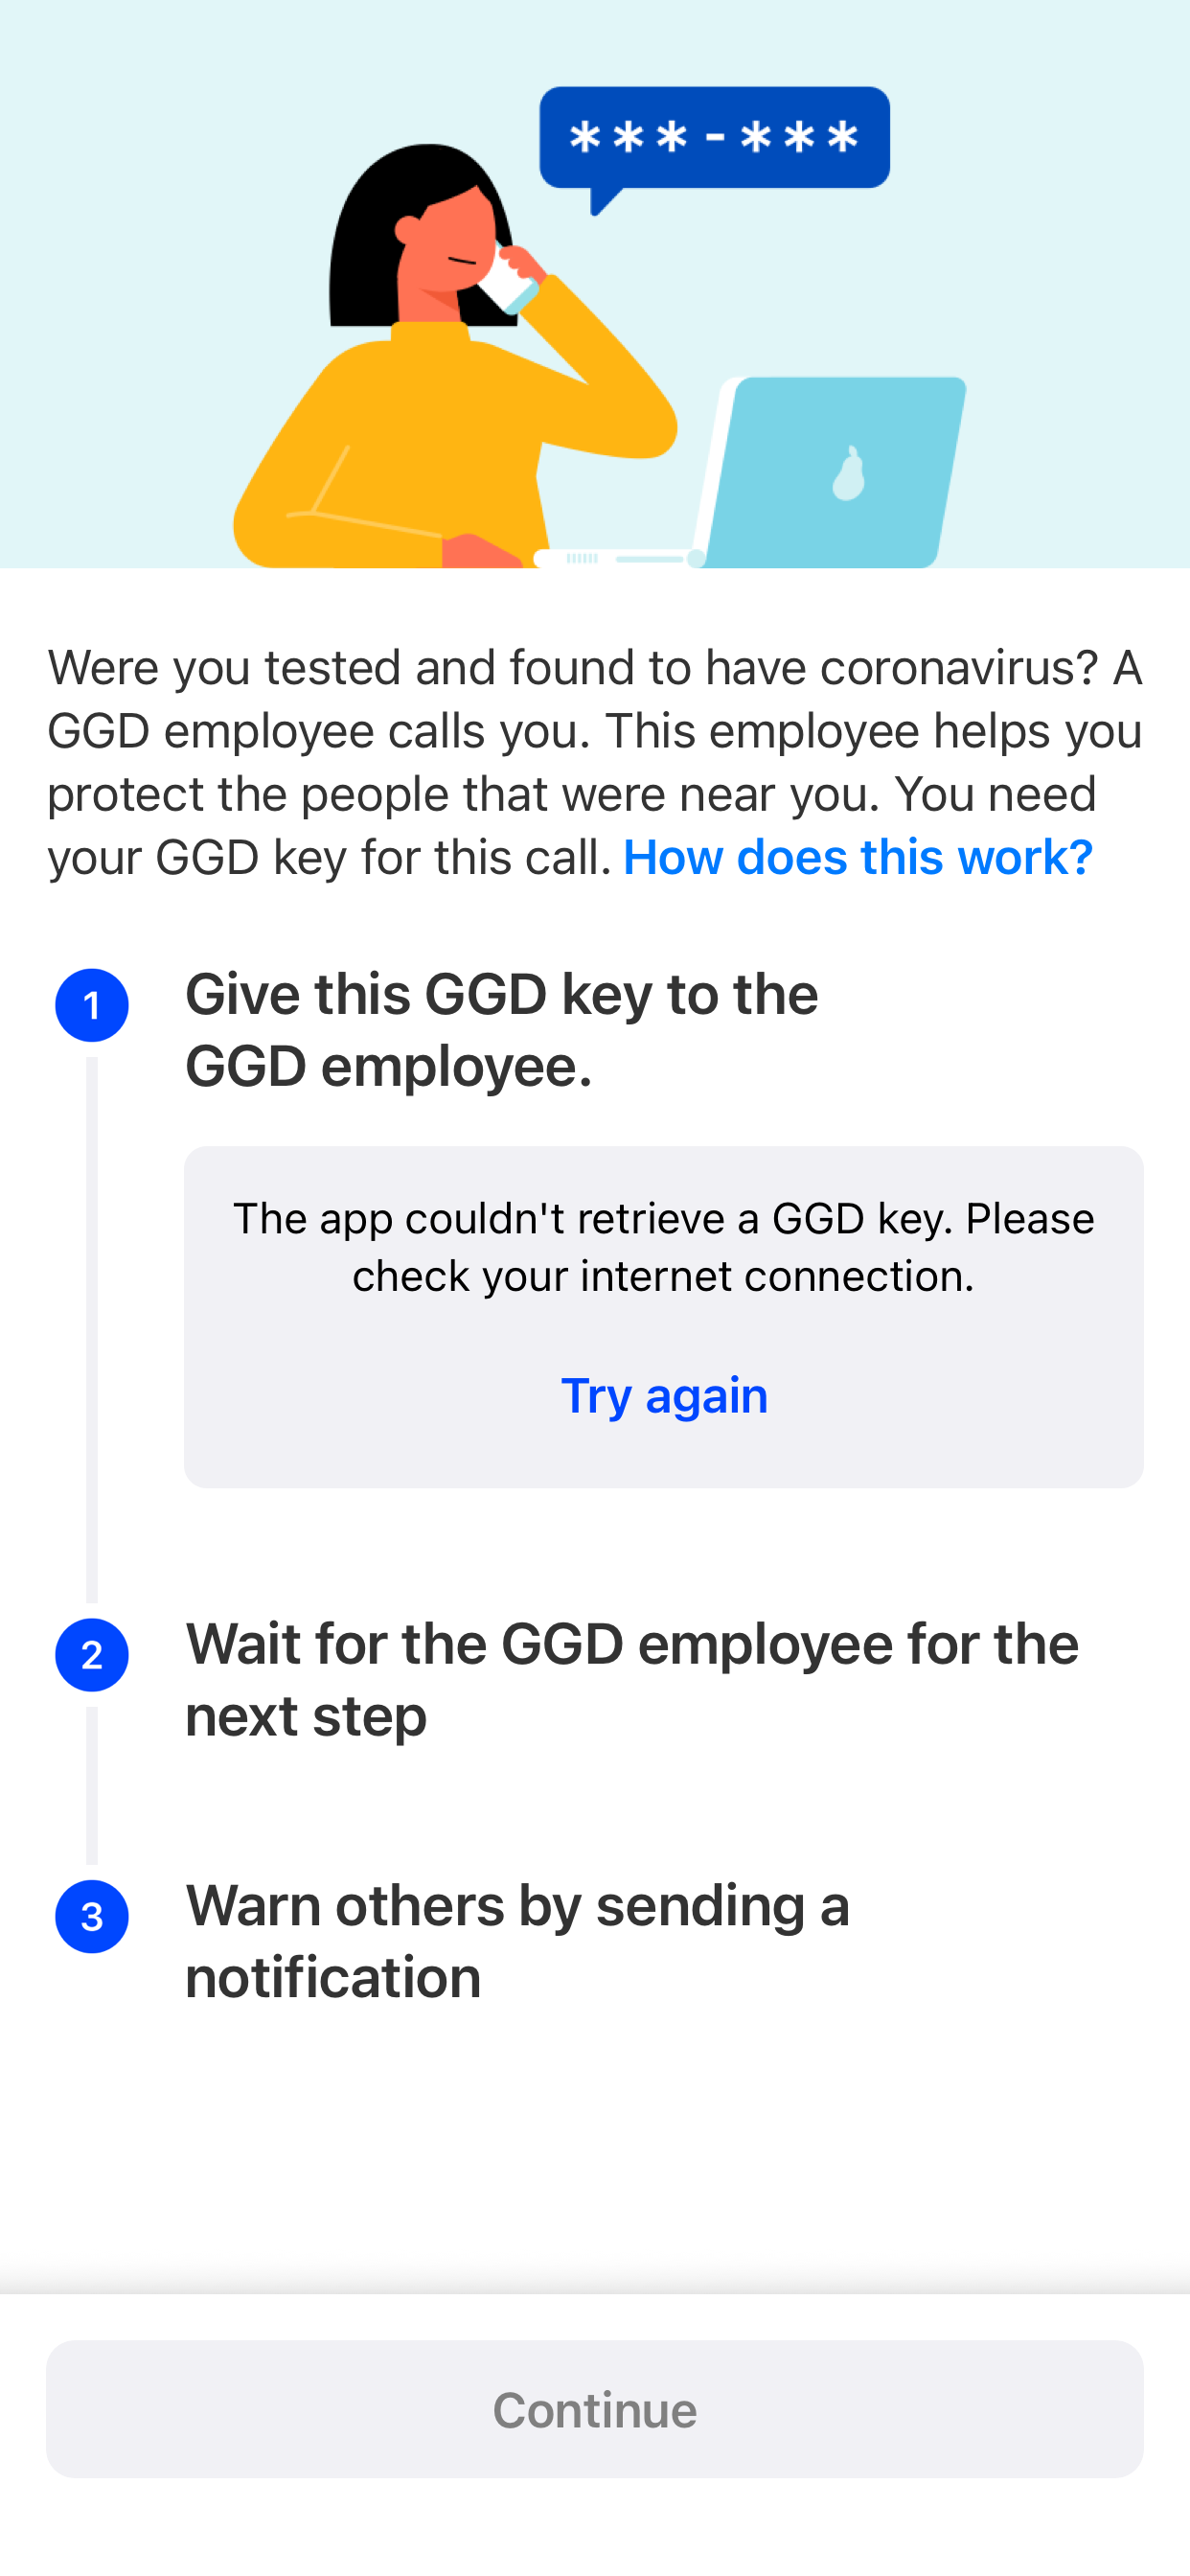 ***-***
Were you tested and found to have coronavirus? A
GGD employee calls you. This employee helps you
protect the people that were near you. You need
your GGD key for this call. How does this work?
1
Give this GGD key to the
GGD employee.
The app couldn't retrieve a GGD key. Please
check your internet connection.
Try again
2
Wait for the GGD employee for the
next step
3
Warn others by sending a
notification
Continue